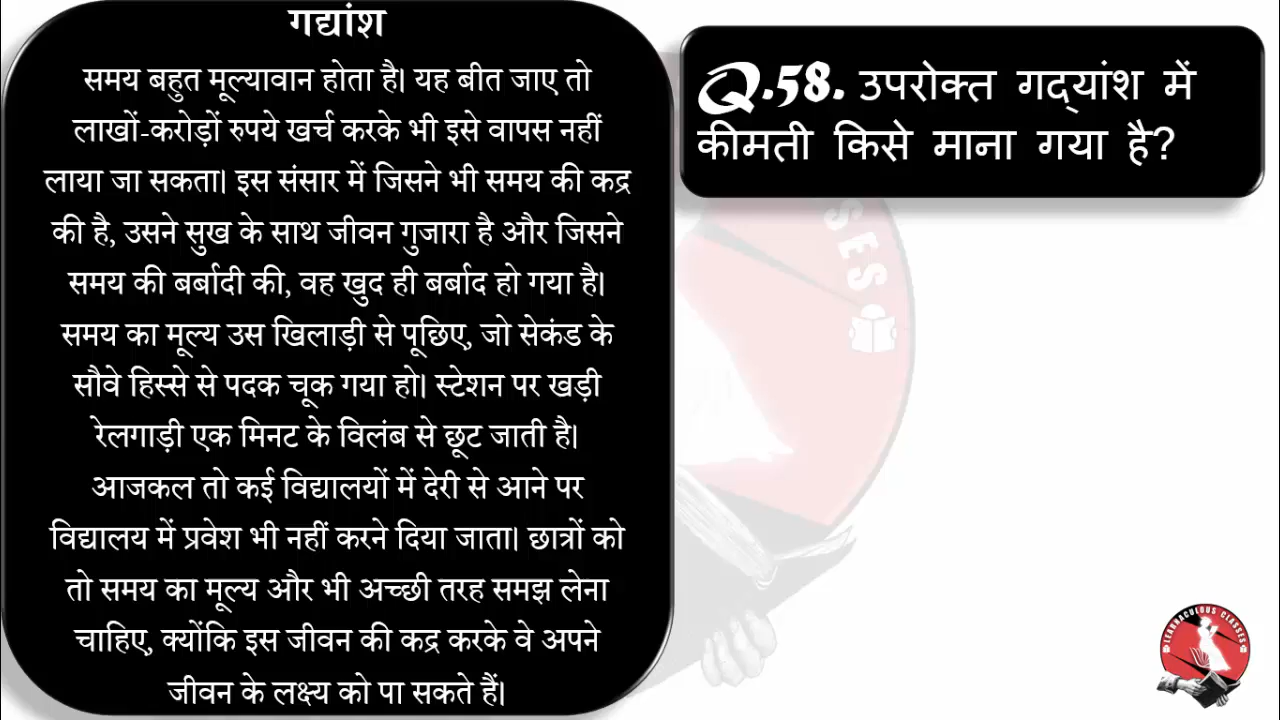 गद्यांश
समय बहुत मूल्यावान होता है। यह बीत जाए तो
लाखों-करोड़ों रुपये खर्च करके भी इसे वापस नहीं
लाया जा सकता। इस संसार में जिसने भी समय की कद्र
की है, उसने सुख के साथ जीवन गुजारा है और जिसने
समय की बर्बादी की, वह खुद ही बर्बाद हो गया है।
समय का मूल्य उस खिलाड़ी से पूछिए, जो सेकंड के
सौवे हिस्से से पदक चूक गया हो। स्टेशन पर खड़ी
रेलगाड़ी एक मिनट के विलंब से छूट जाती है।
आजकल तो कई विद्यालयों में देरी से आने पर
विद्यालय में प्रवेश भी नहीं करने दिया जाता। छात्रों को
तो समय का मूल्य और भी अच्छी तरह समझ लेना
चाहिए, क्योंकि इस जीवन की कद्र करके वे अपने
जीवन के लक्ष्य को पा सकते हैं।
Q.58. उपरोक्त गद्यांश में
कीमती किसे माना गया है?
SES
LEARNACULOUS CLASSES